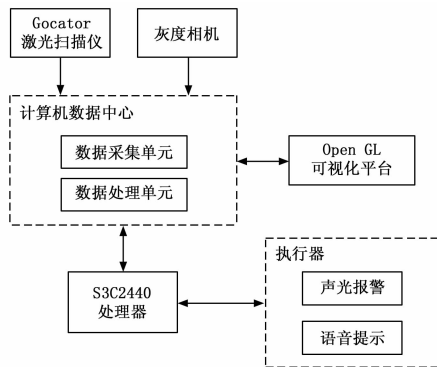 Gocator
激光扫描仪
灰度相机
计算机数据中心
数据采集单元
数据处理单元
Open GL
可视化平台
S3C2440
处理器
执行器
声光报警
语音提示